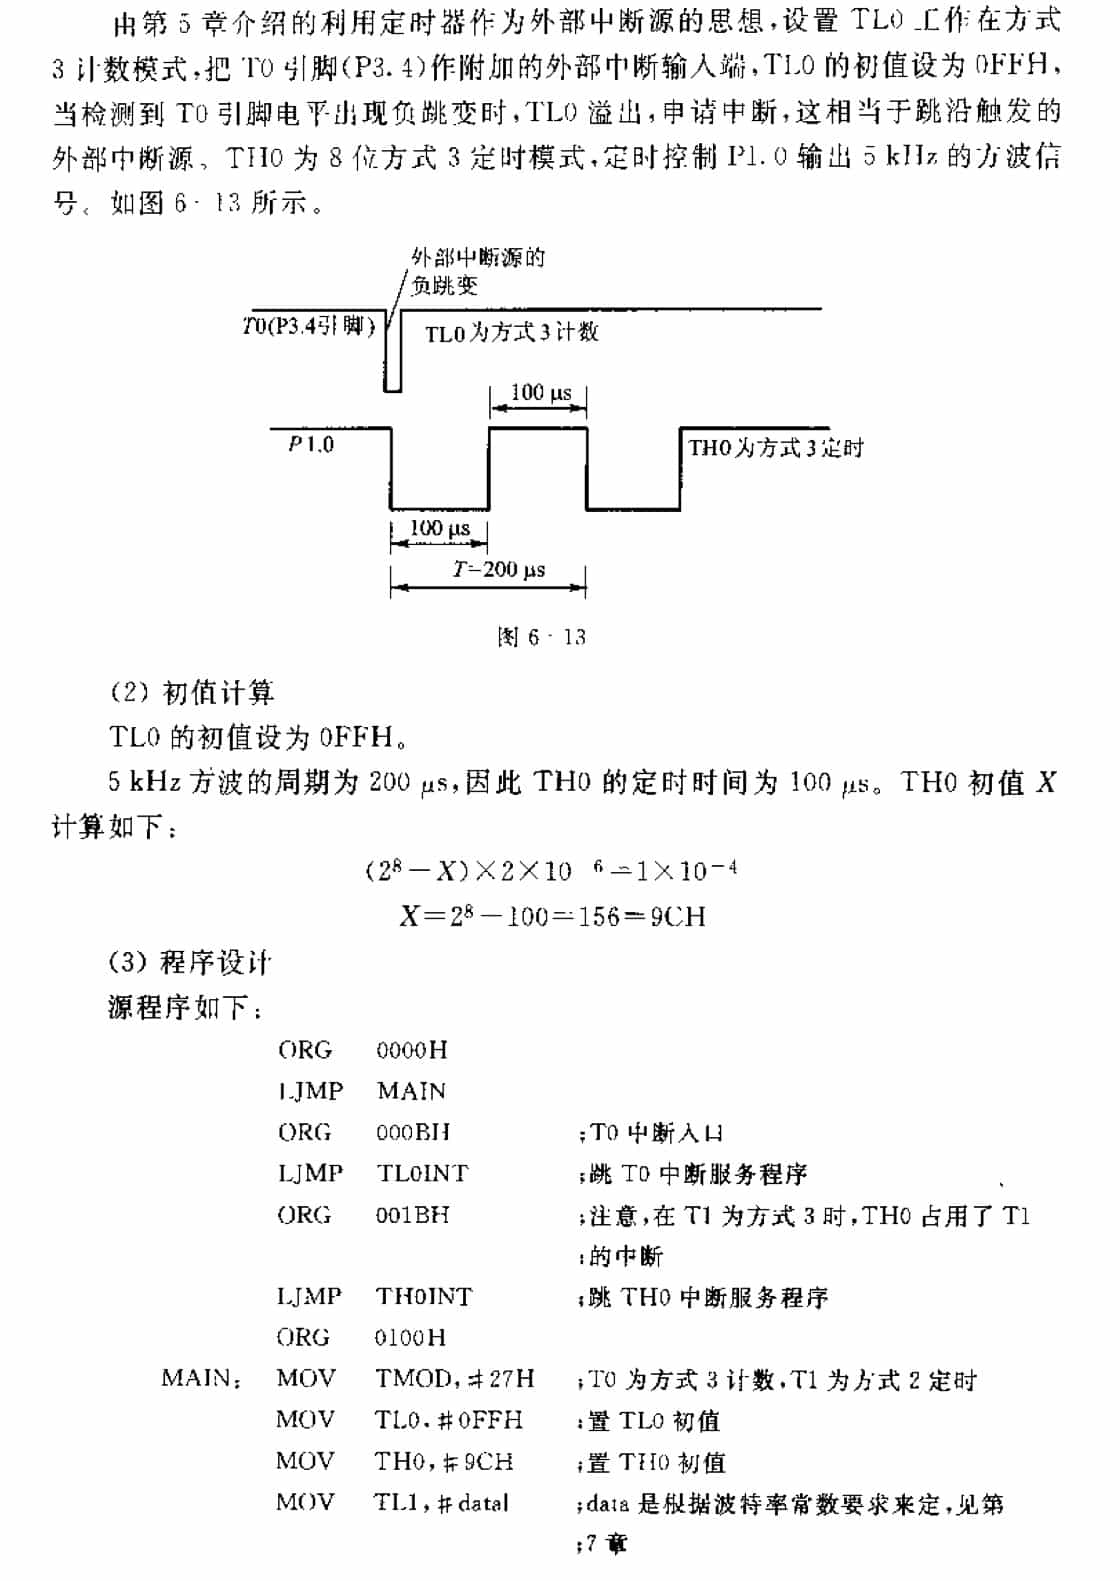 由第 5 章介绍的利用定时器作为外部中断源的思想,设置 TL0 工作在方式
3 计数模式,把 T0 引脚(P3.4)作附加的外部中断输入端,TL0 的初值设为 0FFH,
当检测到 T0 引脚电平出现负跳变时,TL0 溢出,申请中断,这相当于跳沿触发的
外部中断源。TH0 为 8 位方式 3 定时模式,定时控制 P1.0 输出 5 kHz 的方波信
号。如图 6-13 所示。
外部中断源的
负跳变
T0(P3.4引脚)
TL0为方式3计数
100 μs
P1.0
TH0为方式3定时
100 μs
T=200 μs
图 6-13
(2) 初值计算
TL0 的初值设为 0FFH。
5 kHz 方波的周期为 200 μs,因此 TH0 的定时时间为 100 μs。TH0 初值 X
计算如下:
(2⁸−X)×2×10 ⁶=1×10⁻⁴
X=2⁸−100=156=9CH
(3) 程序设计
源程序如下:
ORG 0000H
LJMP MAIN
ORG 000BH ;T0 中断入口
LJMP TL0INT ;跳 T0 中断服务程序
ORG 001BH ;注意,在 T1 为方式 3 时,TH0 占用了 T1
;的中断
LJMP TH0INT ;跳 TH0 中断服务程序
ORG 0100H
MAIN: MOV TMOD,#27H ;T0 为方式 3 计数,T1 为方式 2 定时
MOV TL0,#0FFH ;置 TL0 初值
MOV TH0,#9CH ;置 TH0 初值
MOV TL1,#datal ;data 是根据波特率常数要求来定,见第
;7 章